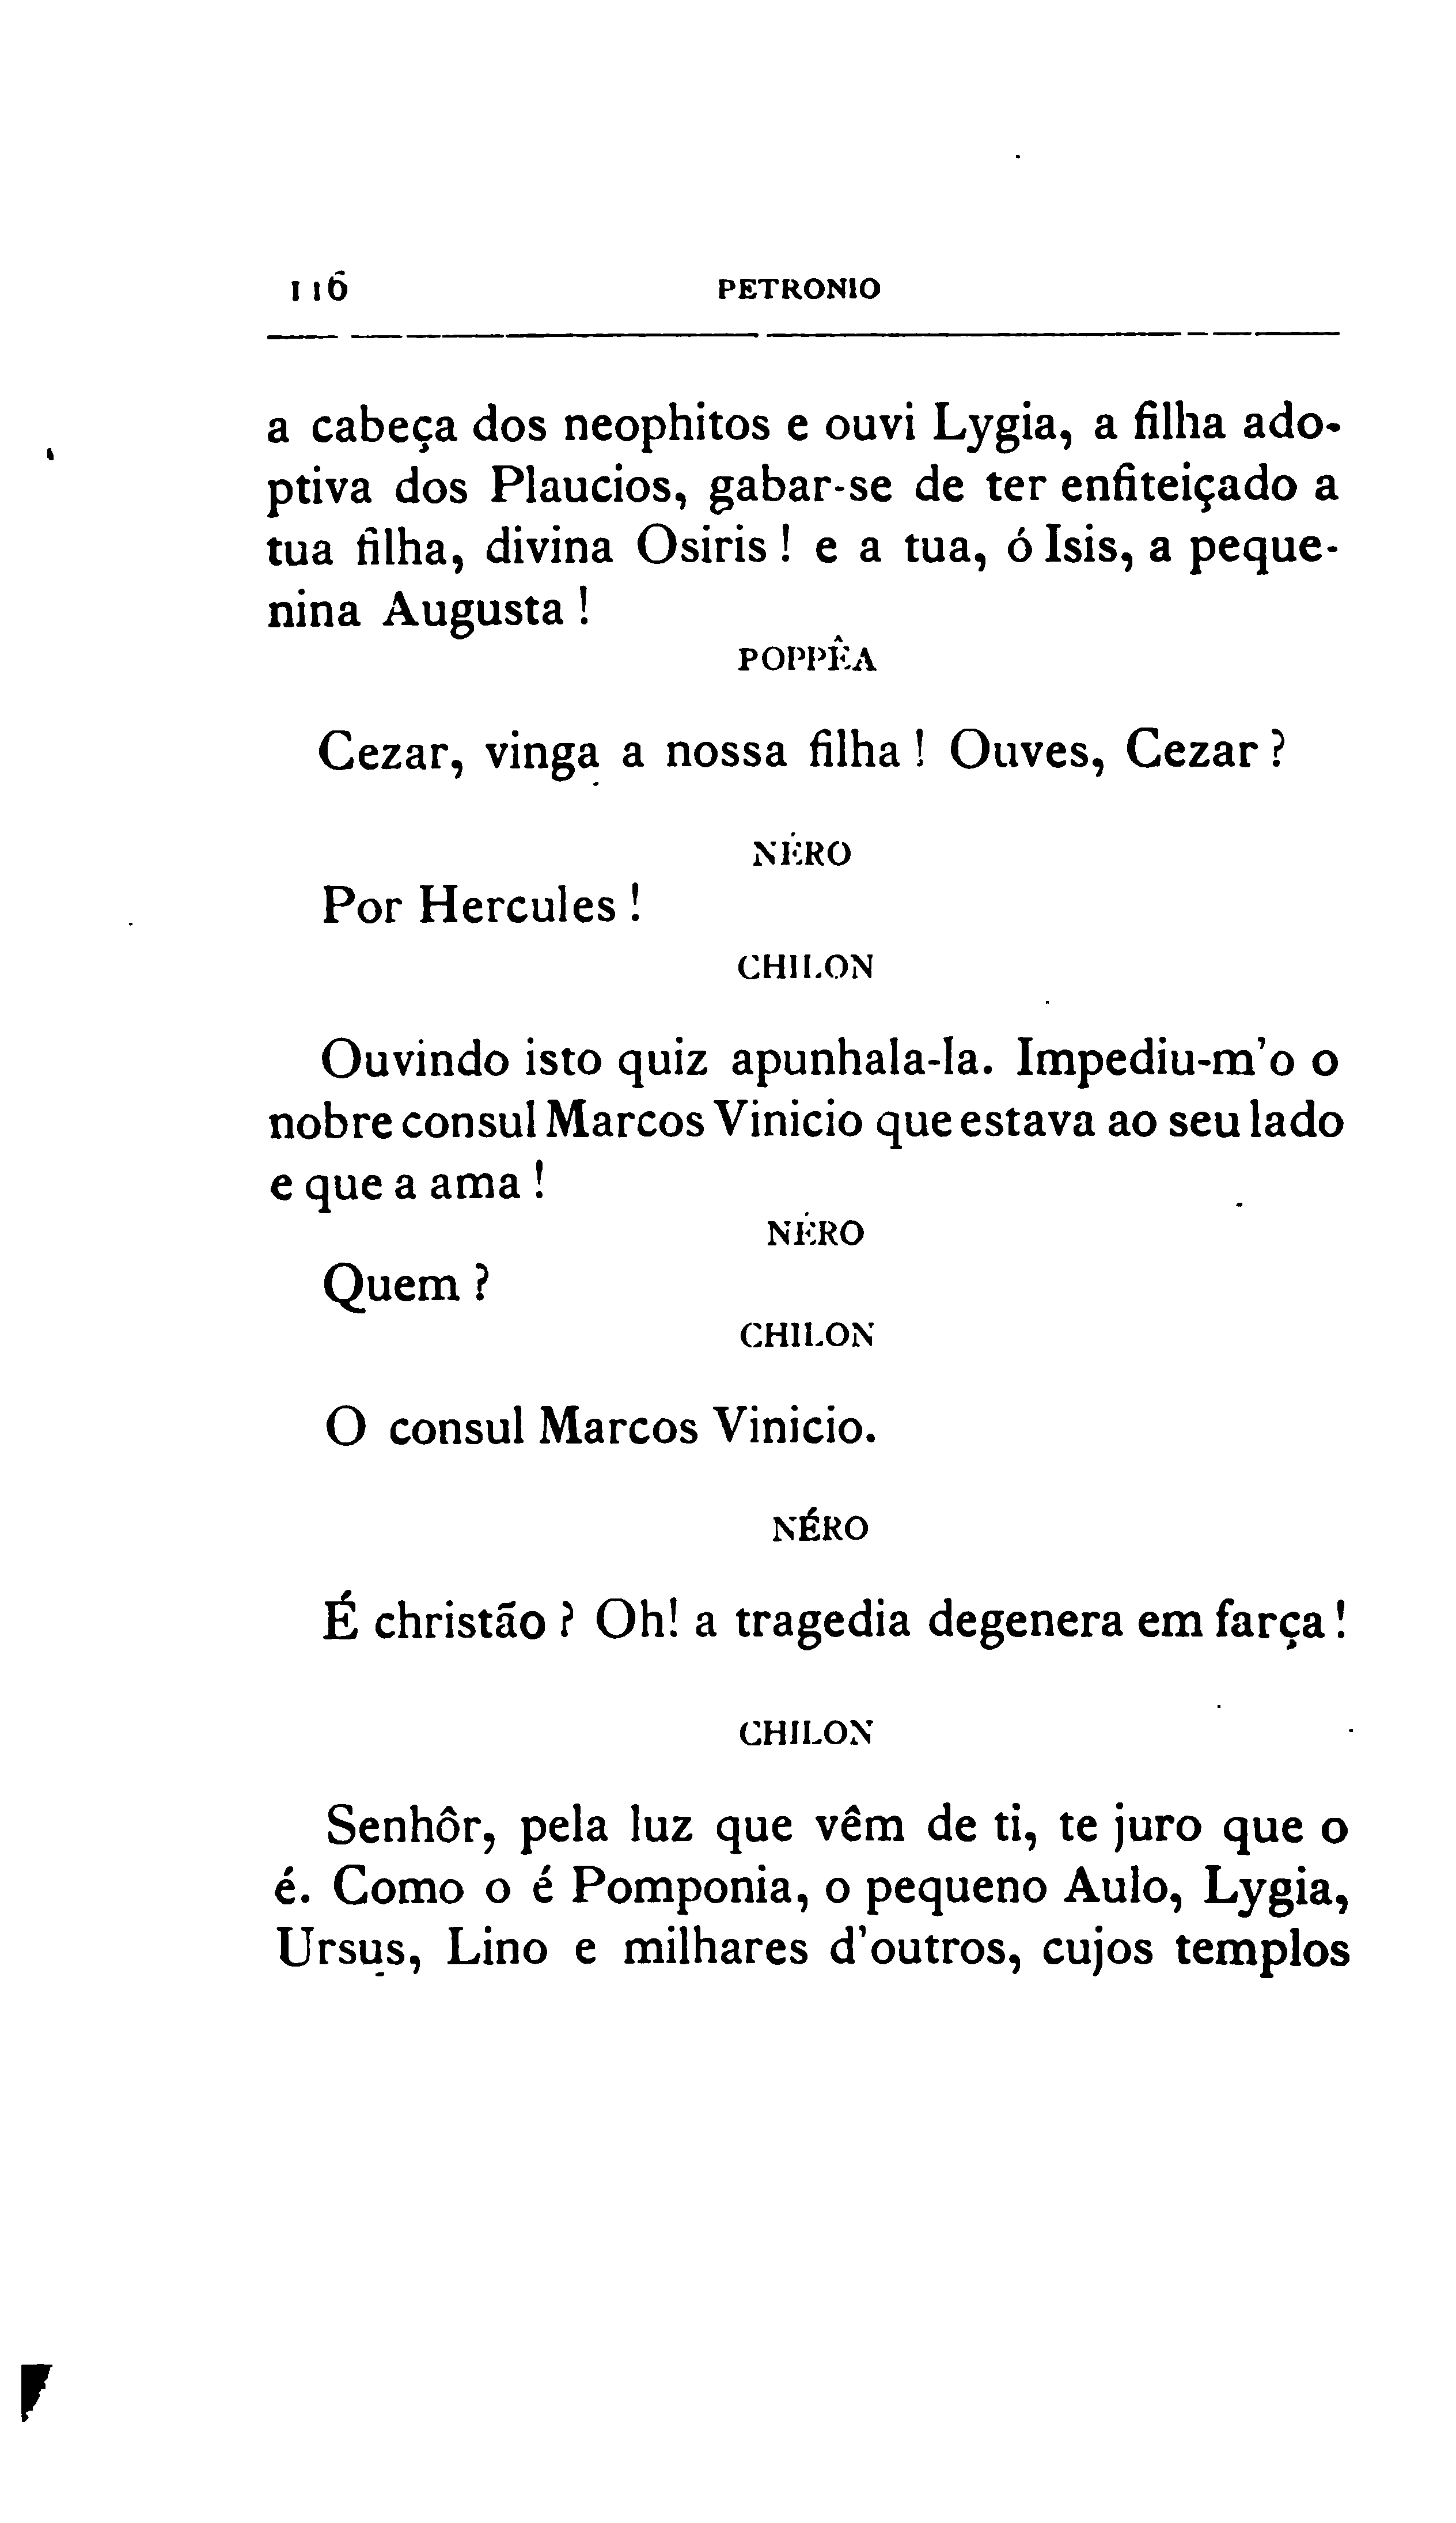 116 PETRONIO
a cabeça dos neophitos e ouvi Lygia, a filha ado-
ptiva dos Plaucios, gabar-se de ter enfiteiçado a
tua filha, divina Osiris ! e a tua, ó Isis, a peque-
nina Augusta !
POPPÊA
Cezar, vinga a nossa filha ! Ouves, Cezar ?
NÉRO
Por Hercules !
CHILON
Ouvindo isto quiz apunhala-la. Impediu-m'o o
nobre consul Marcos Vinicio que estava ao seu lado
e que a ama !
NÉRO
Quem ?
CHILON
O consul Marcos Vinicio.
NÉRO
É christão ? Oh! a tragedia degenera em farça !
CHILON
Senhôr, pela luz que vêm de ti, te juro que o
é. Como o é Pomponia, o pequeno Aulo, Lygia,
Ursus, Lino e milhares d'outros, cujos templos